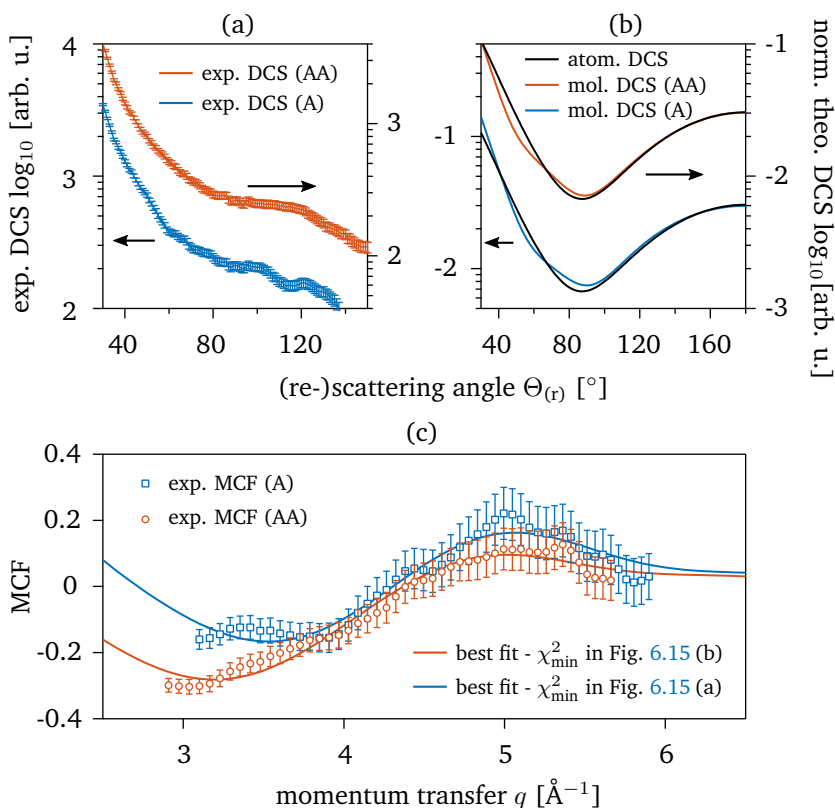 (a)
exp. DCS log₁₀ [arb. u.]
4
3
2
3
2
exp. DCS (AA)
exp. DCS (A)
40
80
120
(b)
-1
-2
-1
-2
-3
norm. theo. DCS log₁₀[arb. u.]
atom. DCS
mol. DCS (AA)
mol. DCS (A)
40
80
120
160
(re-)scattering angle Θ₍ᵣ₎ [°]
(c)
MCF
0.4
0.2
0
-0.2
-0.4
exp. MCF (A)
exp. MCF (AA)
best fit - χ²min in Fig. 6.15 (b)
best fit - χ²min in Fig. 6.15 (a)
3
4
5
6
momentum transfer q [Å⁻¹]